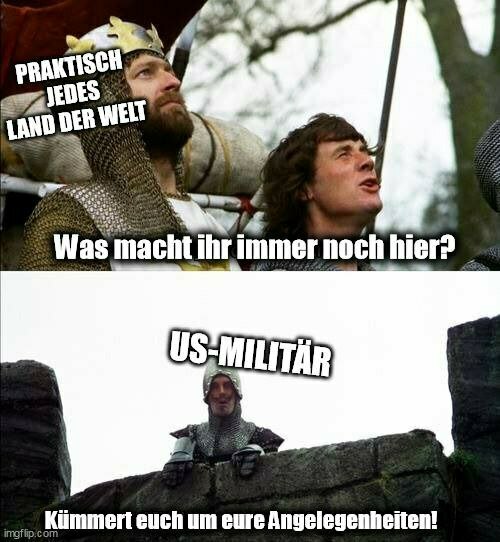 PRAKTISCH
JEDES
LAND DER WELT
Was macht ihr immer noch hier?
US-MILITÄR
Kümmert euch um eure Angelegenheiten!
imgflip.com